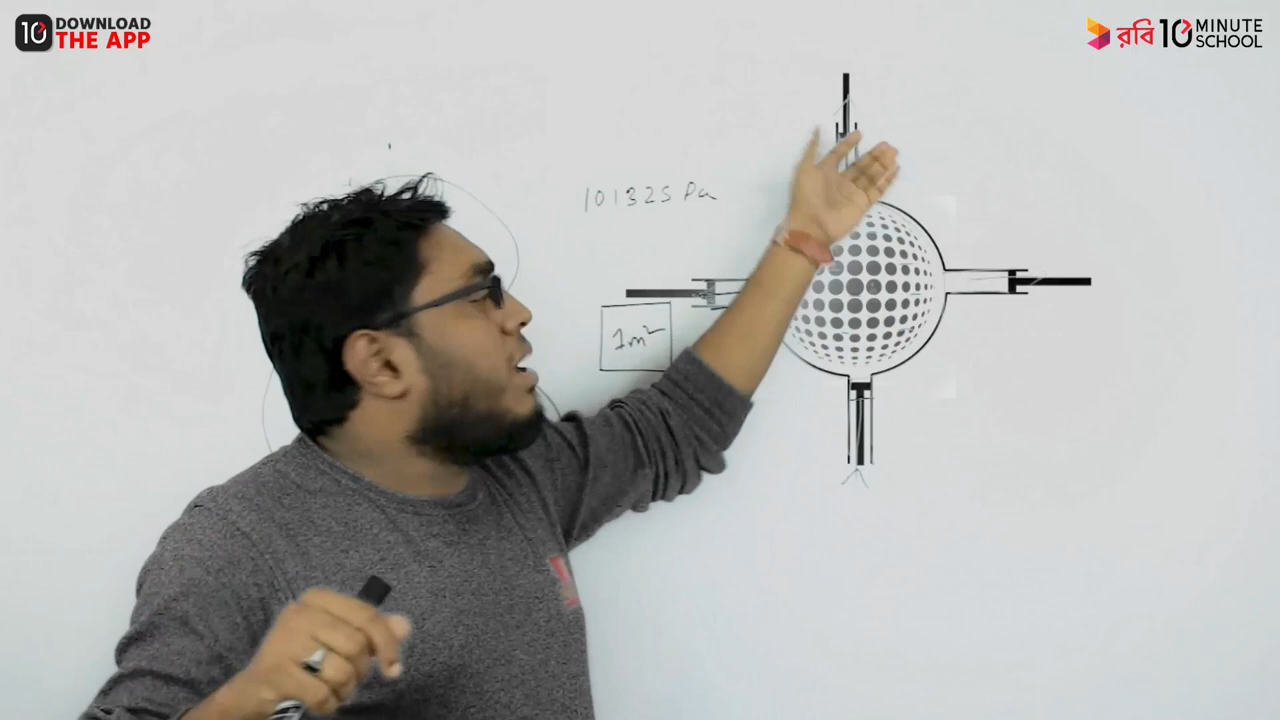 10 DOWNLOAD
THE APP
রবি 10 MINUTE
SCHOOL
101325 Pa
1m²